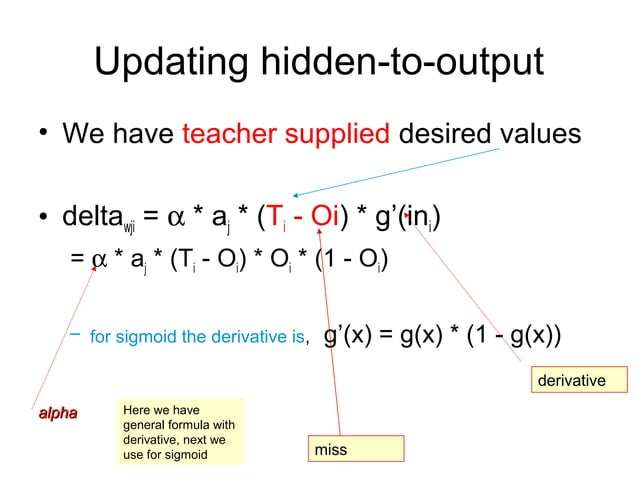 Updating hidden-to-output
• We have teacher supplied desired values
• delta wji = α * aj * (Ti - Oi) * g’(ini)
= α * aj * (Ti - Oi) * Oi * (1 - Oi)
– for sigmoid the derivative is, g’(x) = g(x) * (1 - g(x))
derivative
alpha
Here we have
general formula with
derivative, next we
use for sigmoid
miss